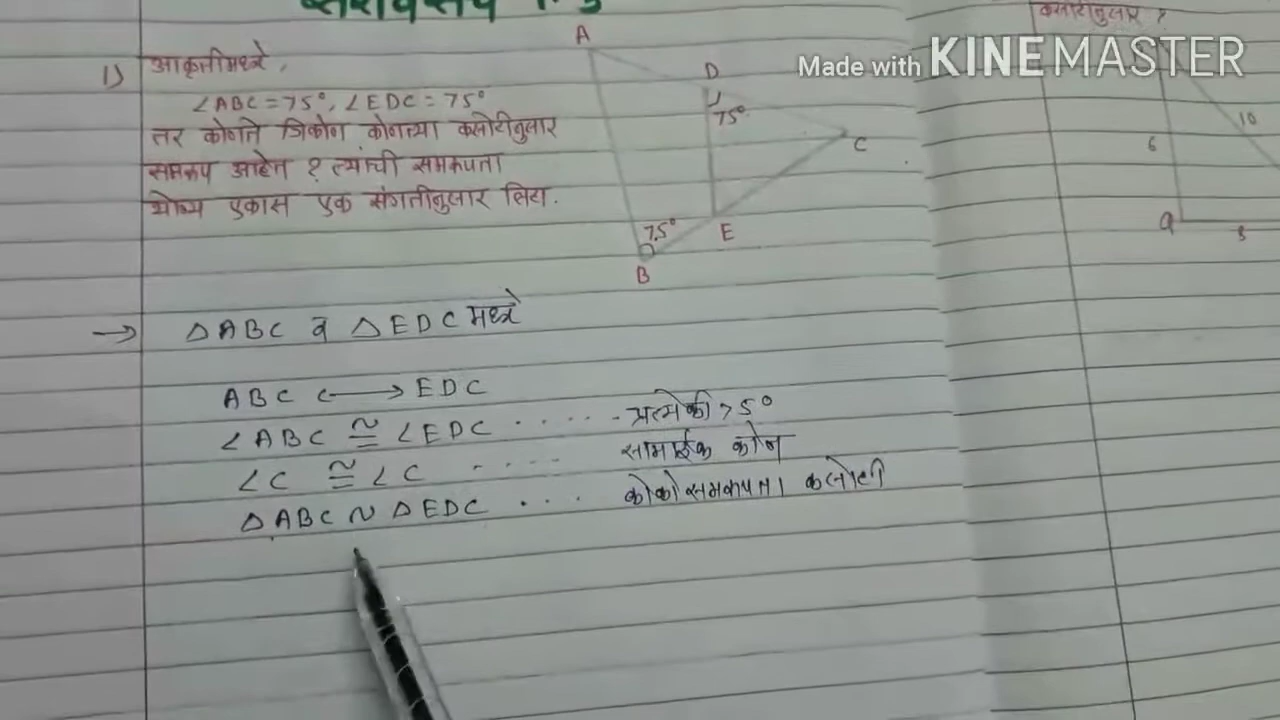 Made with KINEMASTER
1) आकृतीमध्ये,
∠ABC = 75°, ∠EDC = 75°
तर कोणते त्रिकोण कोणत्या कसोटीनुसार
समरूप आहेत ? त्यांची समरूपता
योग्य एकास एक संगतीनुसार लिहा.
A
D
75°
C
75°
E
B
कसोटीनुसार ?
10
6
Q
8
→ △ABC व △EDC मध्ये
ABC ⟷ EDC
∠ABC ≅ ∠EDC ...... प्रत्येकी 75°
∠C ≅ ∠C ..... सामाईक कोन
△ABC ~ △EDC .... कोको समरूपता कसोटी